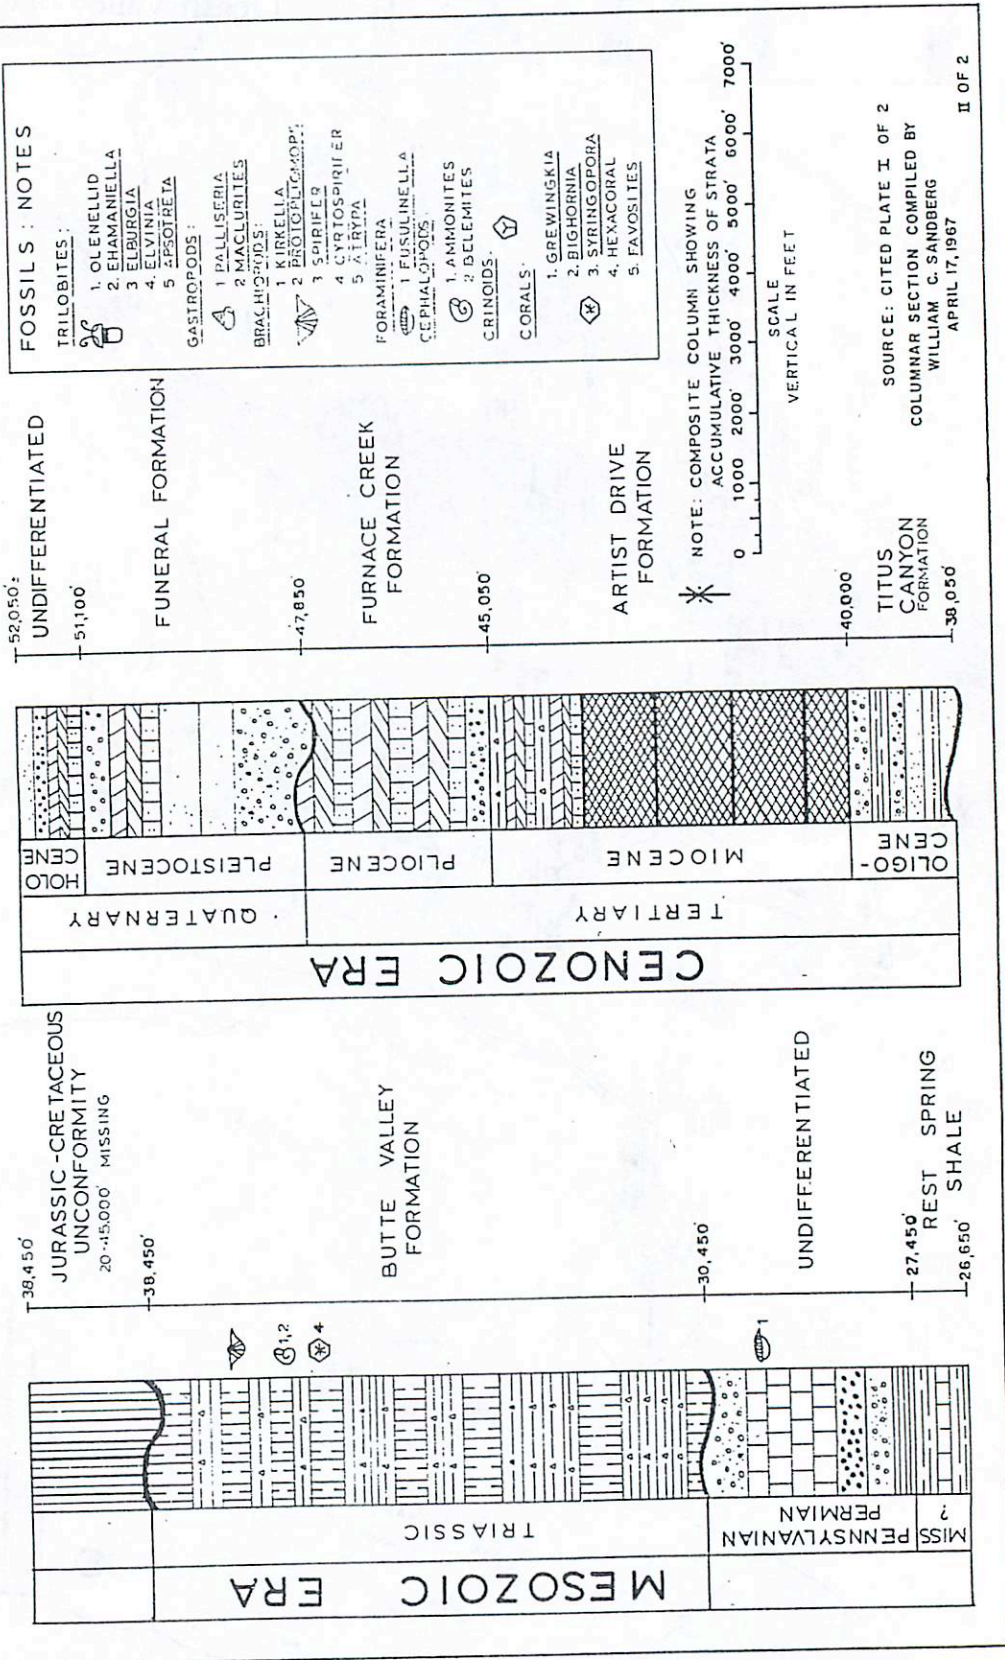 52,050'±
UNDIFFERENTIATED
51,100'
FUNERAL FORMATION
47,850'
FURNACE CREEK
FORMATION
45,050'
ARTIST DRIVE
FORMATION
40,000
TITUS
CANYON
FORMATION
38,050'
HOLO
CENE
PLEISTOCENE
PLIOCENE
MIOCENE
OLIGO-
CENE
QUATERNARY
TERTIARY
CENOZOIC ERA
38,450'
JURASSIC-CRETACEOUS
UNCONFORMITY
20-45,000' MISSING
38,450'
BUTTE VALLEY
FORMATION
30,450'
UNDIFFERENTIATED
27,450'
REST SPRING
SHALE
26,650'
1,2
4
1
TRIASSIC
PENNSYLVANIAN
PERMIAN
MISS
?
MESOZOIC ERA
FOSSILS : NOTES
TRILOBITES:
1. OLENELLID
2. EHAMANIELLA
3 ELBURGIA
4. ELVINIA
5 APSOTRETA
GASTROPODS:
1 PALLISERIA
2 MACLURITES
BRACHIOPODS:
1 KIRKELLA
2
3 SPIRIFER
4 CYRTOSPIRIFER
5 ATRYPA
FORAMINIFERA
1 FUSULINELLA
CEPHALOPODS:
1. AMMONITES
2 BELEMITES
CRINOIDS.
CORALS:
1. GREWINGKIA
2. BIGHORNIA
3. SYRINGOPORA
4. HEXACORAL
5. FAVOSITES
NOTE: COMPOSITE COLUMN SHOWING
ACCUMULATIVE THICKNESS OF STRATA
0 1000 2000' 3000' 4000' 5000' 6000' 7000'
SCALE
VERTICAL IN FEET
SOURCE: CITED PLATE I OF 2
COLUMNAR SECTION COMPILED BY
WILLIAM C. SANDBERG
APRIL 17, 1967
II OF 2